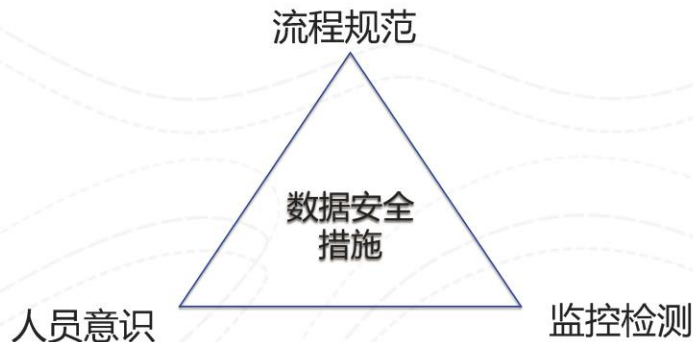 流程规范
数据安全
措施
人员意识
监控检测